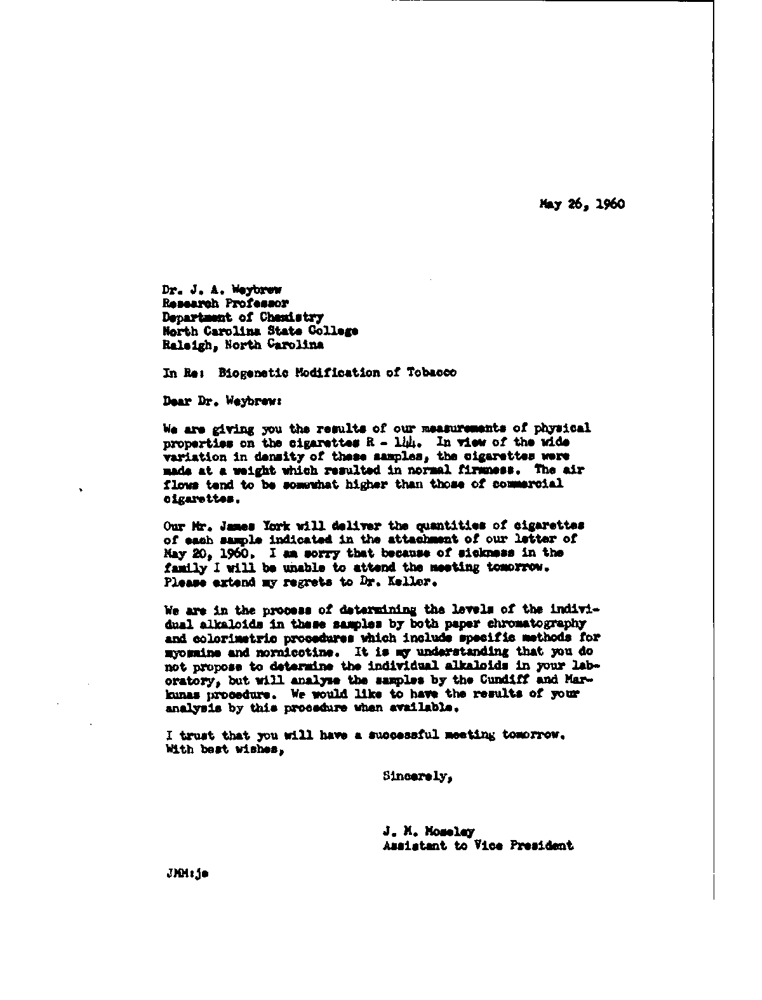 May 26, 1960
Dr. J. A. Weybrew
Research Professor
Department of Chemistry
North Carolina State College
Raleigh, North Carolina
In Re: Biogenetic Modification of Tobacco
Dear Dr. Weybrew:
We are giving you the results of our measurements of physical
properties on the cigarettes R - 144. In view of the wide
variation in density of these samples, the cigarettes were
made at a weight which resulted in normal firmness. The air
flows tend to be somewhat higher than those of commercial
cigarettes.
Our Mr. James York will deliver the quantities of cigarettes
of each sample indicated in the attachment of our letter of
May 20, 1960. I am sorry that because of sickness in the
family I will be unable to attend the meeting tomorrow.
Please extend my regrets to Dr. Keller.
We are in the process of determining the levels of the indivi-
dual alkaloids in these samples by both paper chromatography
and colorimetric procedures which include specific methods for
myosmine and nornicotine. It is my understanding that you do
not propose to determine the individual alkaloids in your lab-
oratory, but will analyze the samples by the Cundiff and Mar-
kunas procedure. We would like to have the results of your
analysis by this procedure when available.
I trust that you will have a successful meeting tomorrow.
With best wishes,
Sincerely,
J. M. Moseley
Assistant to Vice President
JMM:je